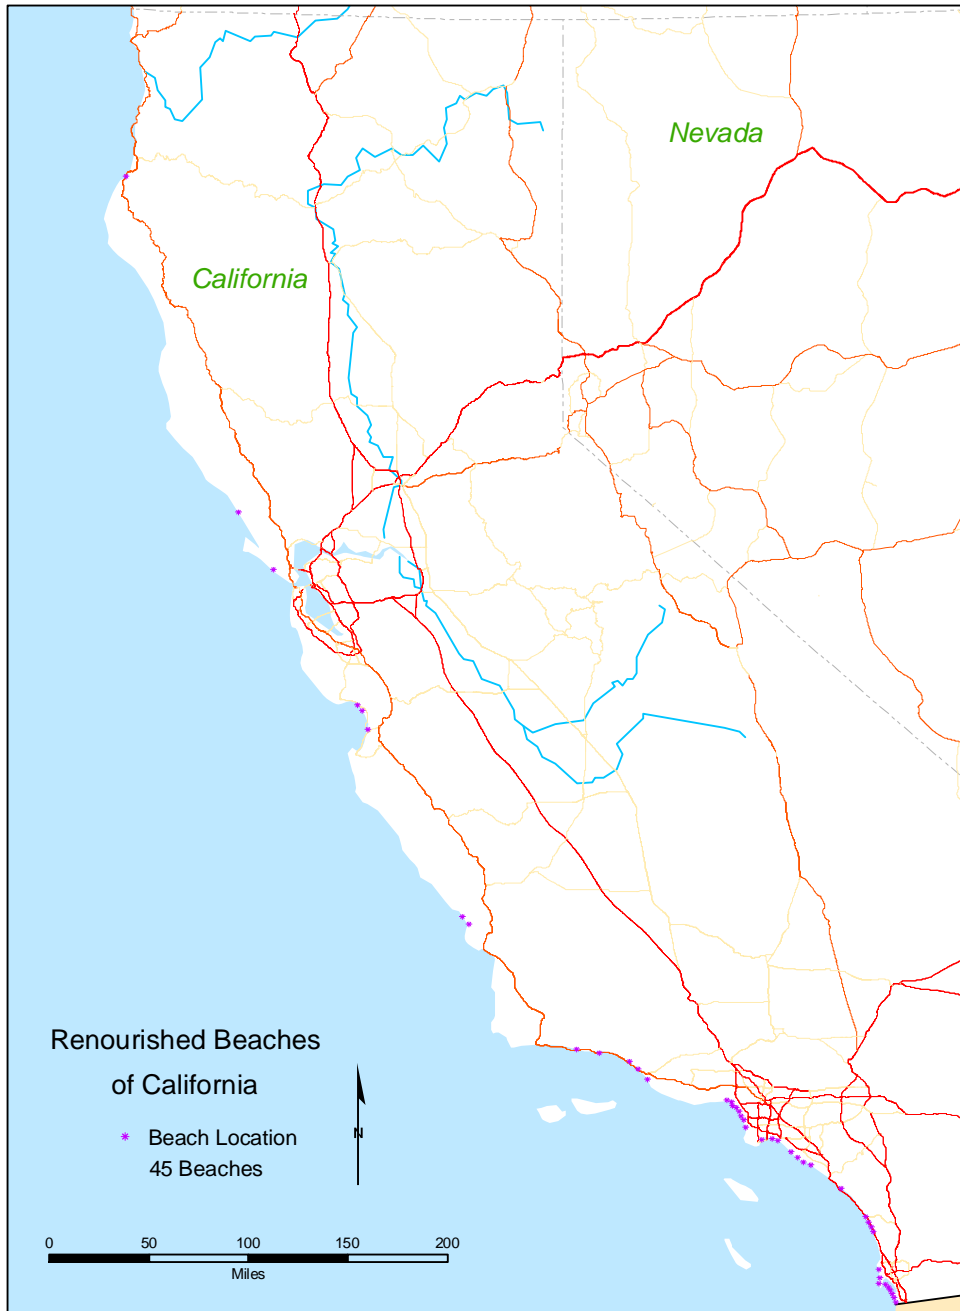 Nevada
California
Renourished Beaches
of California
Beach Location
45 Beaches
N
0 50 100 150 200
Miles